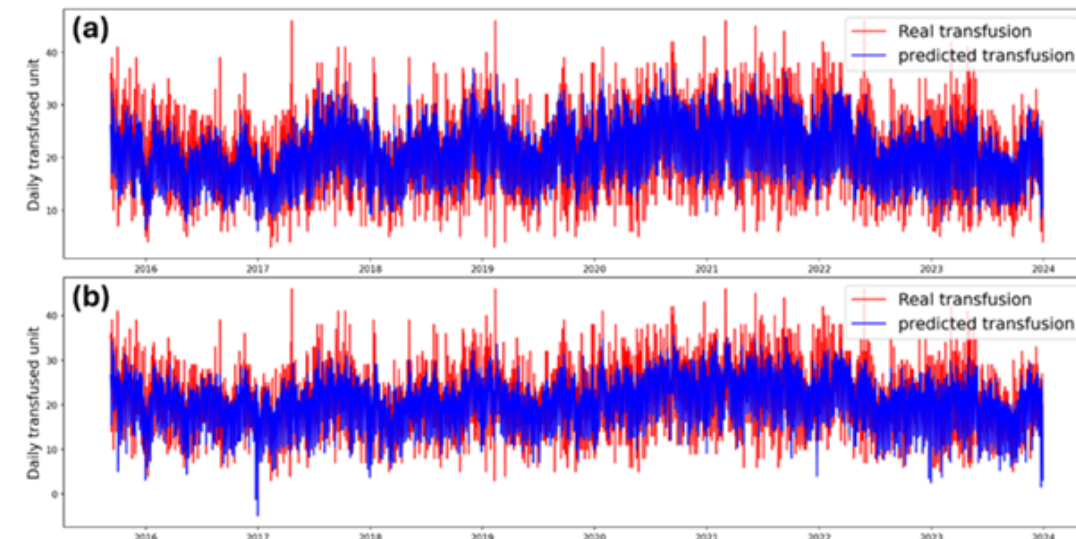 (a)
Real transfusion
predicted transfusion
Daily transfused unit
40
30
20
10
2016 2017 2018 2019 2020 2021 2022 2023 2024
(b)
Real transfusion
predicted transfusion
Daily transfused unit
40
30
20
10
0
2016 2017 2018 2019 2020 2021 2022 2023 2024